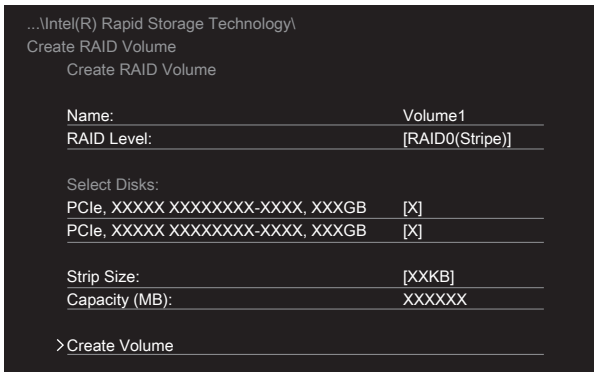 ...\Intel(R) Rapid Storage Technology\
Create RAID Volume
Create RAID Volume
Name: Volume1
RAID Level: [RAID0(Stripe)]
Select Disks:
PCIe, XXXXX XXXXXXXX-XXXX, XXXGB [X]
PCIe, XXXXX XXXXXXXX-XXXX, XXXGB [X]
Strip Size: [XXKB]
Capacity (MB): XXXXXX
>Create Volume